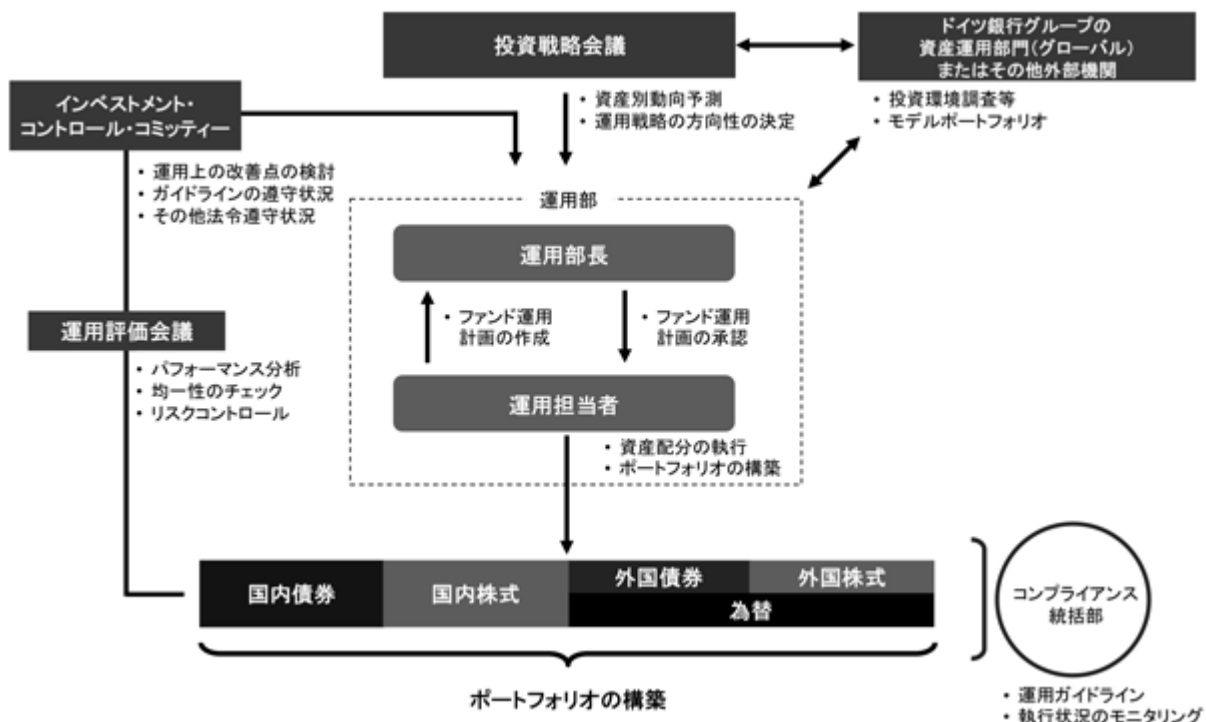 投資戦略会議
ドイツ銀行グループの
資産運用部門(グローバル)
またはその他外部機関
インベストメント・
コントロール・コミッティー
・ 資産別動向予測
・ 運用戦略の方向性の決定
・ 投資環境調査等
・ モデルポートフォリオ
・ 運用上の改善点の検討
・ ガイドラインの遵守状況
・ その他法令遵守状況
運用部
運用部長
・ ファンド運用
計画の作成
・ ファンド運用
計画の承認
運用評価会議
・ パフォーマンス分析
・ 均一性のチェック
・ リスクコントロール
運用担当者
・ 資産配分の執行
・ ポートフォリオの構築
国内債券
国内株式
外国債券
外国株式
為替
コンプライアンス
統括部
ポートフォリオの構築
・ 運用ガイドライン
・ 執行状況のモニタリング